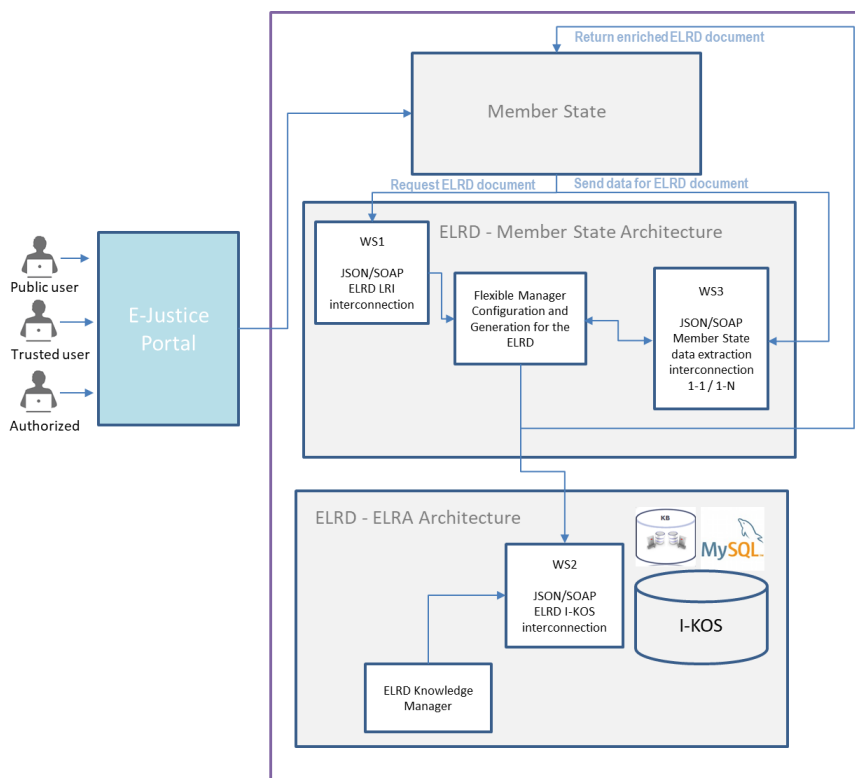 Return enriched ELRD document
Member State
Request ELRD document
Send data for ELRD document
ELRD - Member State Architecture
WS1
JSON/SOAP
ELRD LRI
interconnection
Flexible Manager
Configuration and
Generation for the
ELRD
WS3
JSON/SOAP
Member State
data extraction
interconnection
1-1 / 1-N
Public user
Trusted user
Authorized
E-Justice
Portal
ELRD - ELRA Architecture
KB
MySQL
WS2
JSON/SOAP
ELRD I-KOS
interconnection
I-KOS
ELRD Knowledge
Manager